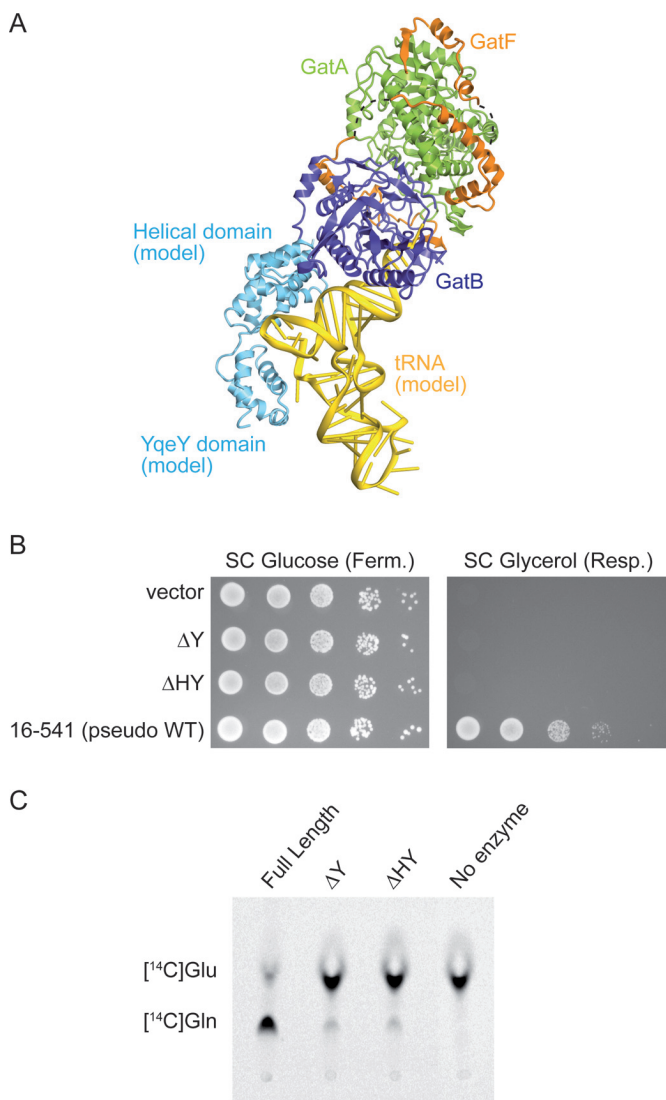 A
GatA
GatF
Helical domain
(model)
GatB
tRNA
(model)
YqeY domain
(model)
B
SC Glucose (Ferm.)
SC Glycerol (Resp.)
vector
ΔY
ΔHY
16-541 (pseudo WT)
C
Full Length
ΔY
ΔHY
No enzyme
[¹⁴C]Glu
[¹⁴C]Gln